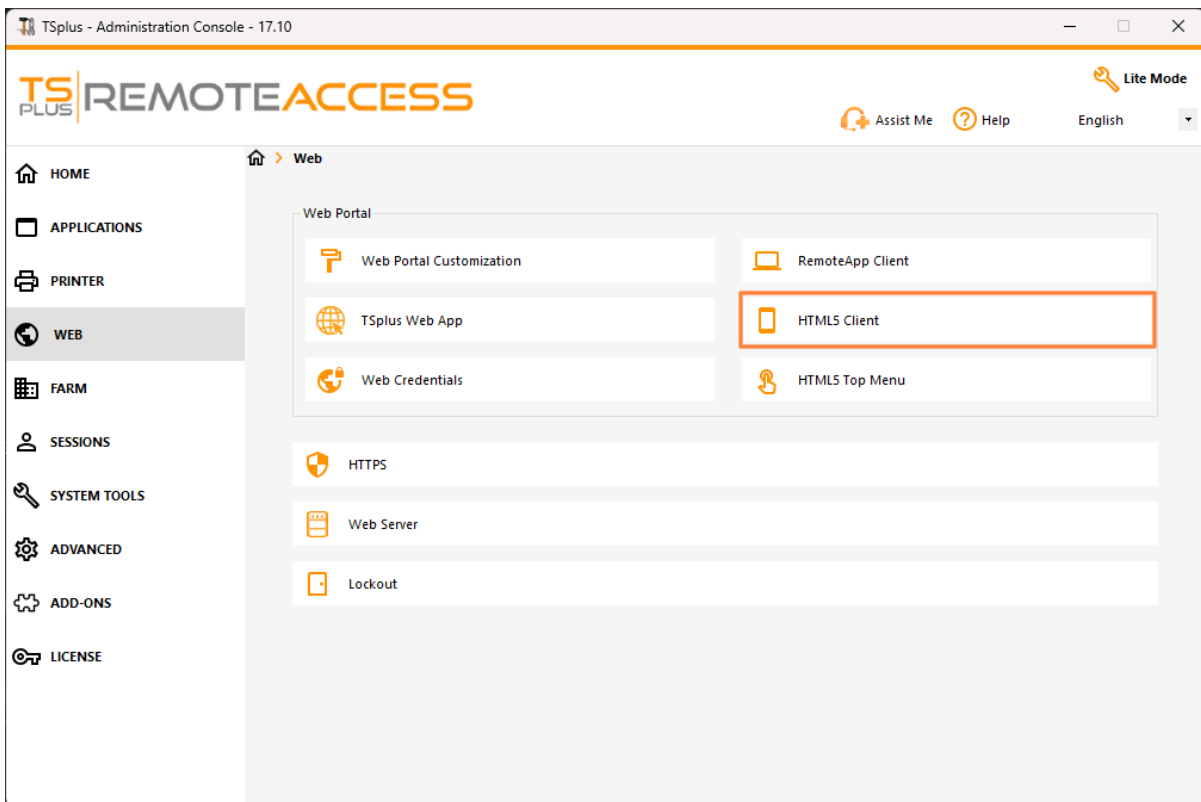 TSplus - Administration Console - 17.10
TS PLUS REMOTEACCESS
Lite Mode
Assist Me
Help
English
HOME
APPLICATIONS
PRINTER
WEB
FARM
SESSIONS
SYSTEM TOOLS
ADVANCED
ADD-ONS
LICENSE
Web
Web Portal
Web Portal Customization
RemoteApp Client
TSplus Web App
HTML5 Client
Web Credentials
HTML5 Top Menu
HTTPS
Web Server
Lockout